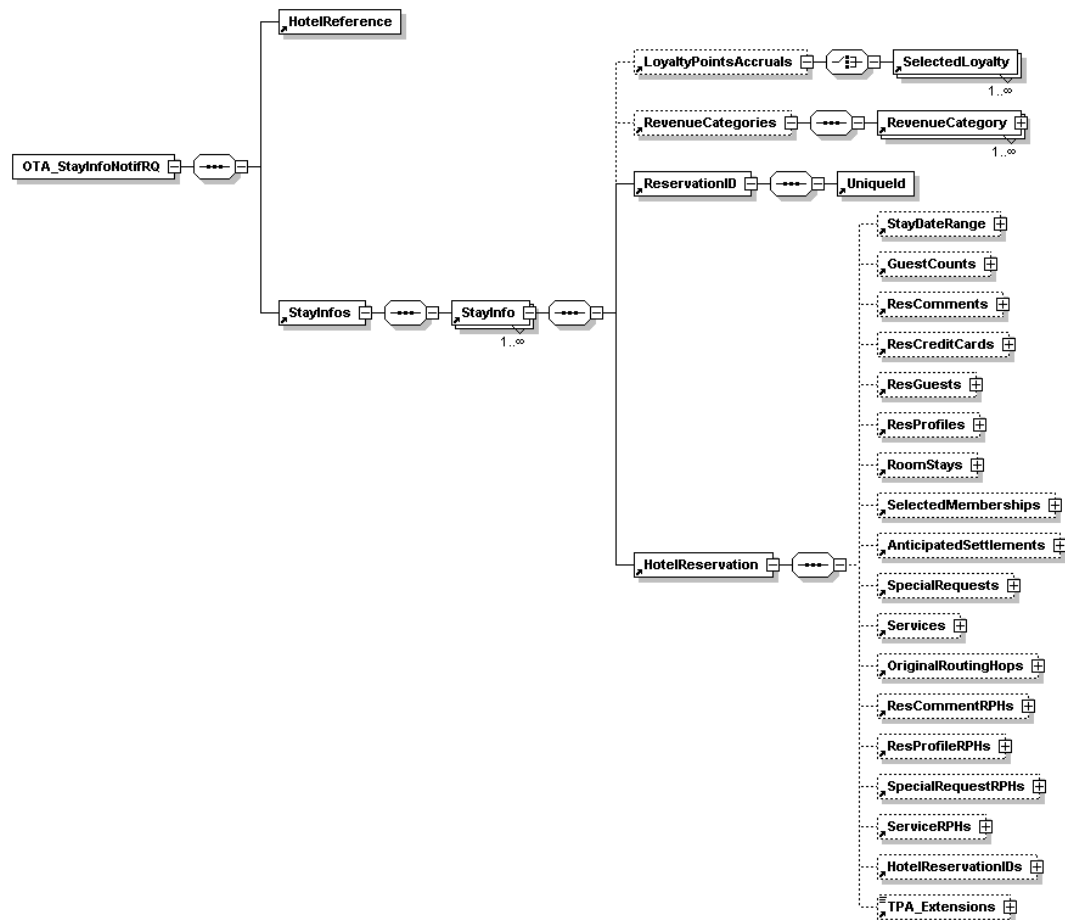 HotelReference
LoyaltyPointsAccruals
SelectedLoyalty
1..∞
RevenueCategories
RevenueCategory
1..∞
OTA_StayInfoNotifRQ
ReservationID
UniqueId
StayDateRange
GuestCounts
ResComments
StayInfos
StayInfo
1..∞
ResCreditCards
ResGuests
ResProfiles
RoomStays
SelectedMemberships
AnticipatedSettlements
HotelReservation
SpecialRequests
Services
OriginalRoutingHops
ResCommentRPHs
ResProfileRPHs
SpecialRequestRPHs
ServiceRPHs
HotelReservationIDs
TPA_Extensions